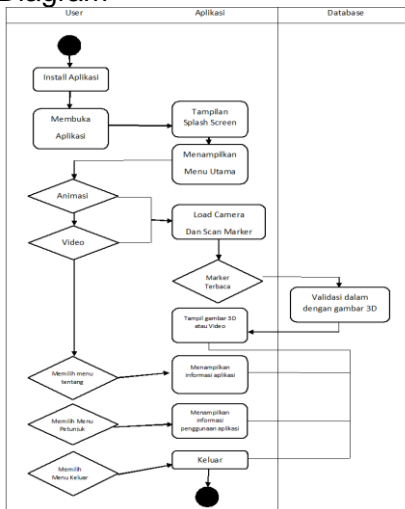 Diagram
User
Aplikasi
Database
Install Aplikasi
Membuka
Aplikasi
Tampilan
Splash Screen
Menampilkan
Menu Utama
Animasi
Video
Load Camera
Dan Scan Marker
Marker
Terbaca
Validasi dalam
dengan gambar 3D
Tampil gambar 3D
atau Video
Memilih menu
tentang
Menampilkan
informasi aplikasi
Memilih Menu
Petunjuk
Menampilkan
informasi
penggunaan aplikasi
Memilih
Menu Keluar
Keluar